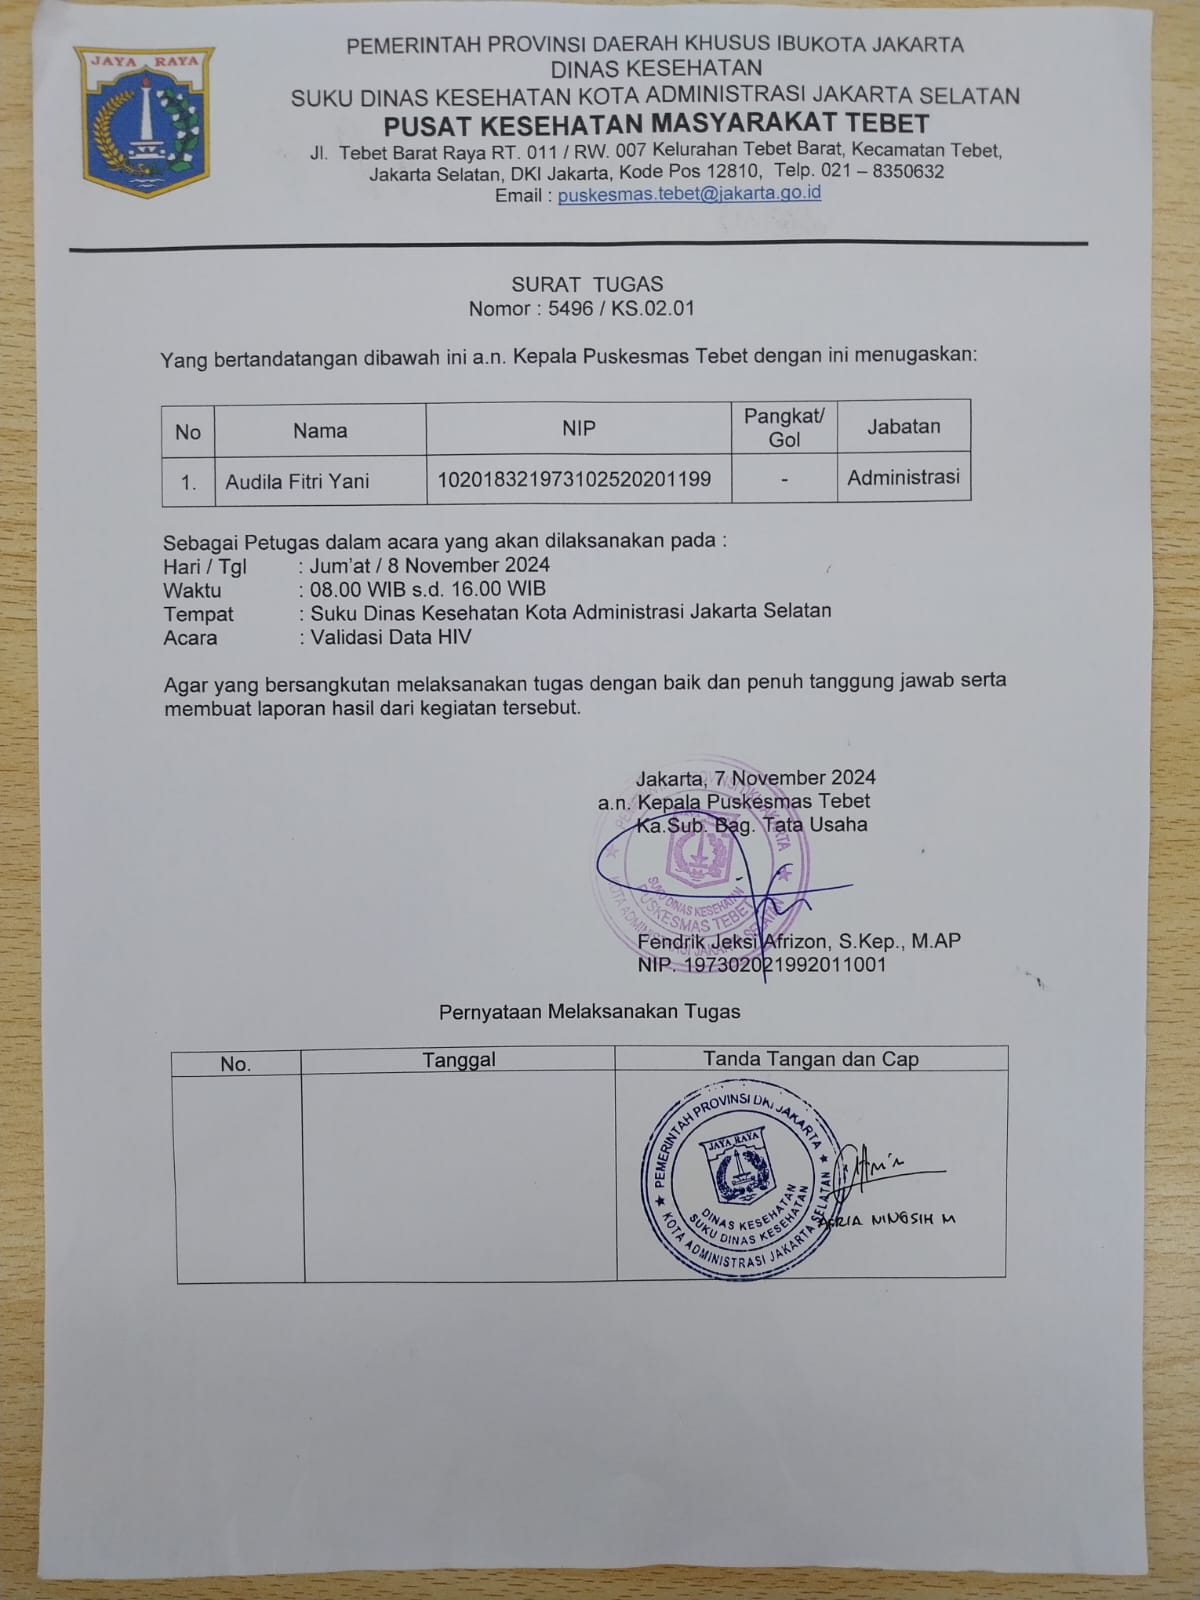 JAYA RAYA
PEMERINTAH PROVINSI DAERAH KHUSUS IBUKOTA JAKARTA
DINAS KESEHATAN
SUKU DINAS KESEHATAN KOTA ADMINISTRASI JAKARTA SELATAN
PUSAT KESEHATAN MASYARAKAT TEBET
Jl. Tebet Barat Raya RT. 011 / RW. 007 Kelurahan Tebet Barat, Kecamatan Tebet,
Jakarta Selatan, DKI Jakarta, Kode Pos 12810, Telp. 021 – 8350632
Email : puskesmas.tebet@jakarta.go.id
SURAT TUGAS
Nomor : 5496 / KS.02.01
Yang bertandatangan dibawah ini a.n. Kepala Puskesmas Tebet dengan ini menugaskan:
No Nama NIP Pangkat/ Gol Jabatan
1. Audila Fitri Yani 102018321973102520201199 - Administrasi
Sebagai Petugas dalam acara yang akan dilaksanakan pada :
Hari / Tgl : Jum'at / 8 November 2024
Waktu : 08.00 WIB s.d. 16.00 WIB
Tempat : Suku Dinas Kesehatan Kota Administrasi Jakarta Selatan
Acara : Validasi Data HIV
Agar yang bersangkutan melaksanakan tugas dengan baik dan penuh tanggung jawab serta
membuat laporan hasil dari kegiatan tersebut.
Jakarta, 7 November 2024
a.n. Kepala Puskesmas Tebet
Ka.Sub. Bag. Tata Usaha
SUKU DINAS KESEHATAN
PUSKESMAS TEBET
KOTA ADMINISTRASI JAKARTA SELATAN
Fendrik Jeksi Afrizon, S.Kep., M.AP
NIP. 197302021992011001
Pernyataan Melaksanakan Tugas
No. Tanggal Tanda Tangan dan Cap
PEMERINTAH PROVINSI DKI JAKARTA
JAYA RAYA
DINAS KESEHATAN
SUKU DINAS KESEHATAN
KOTA ADMINISTRASI JAKARTA SELATAN
NINGSIH M